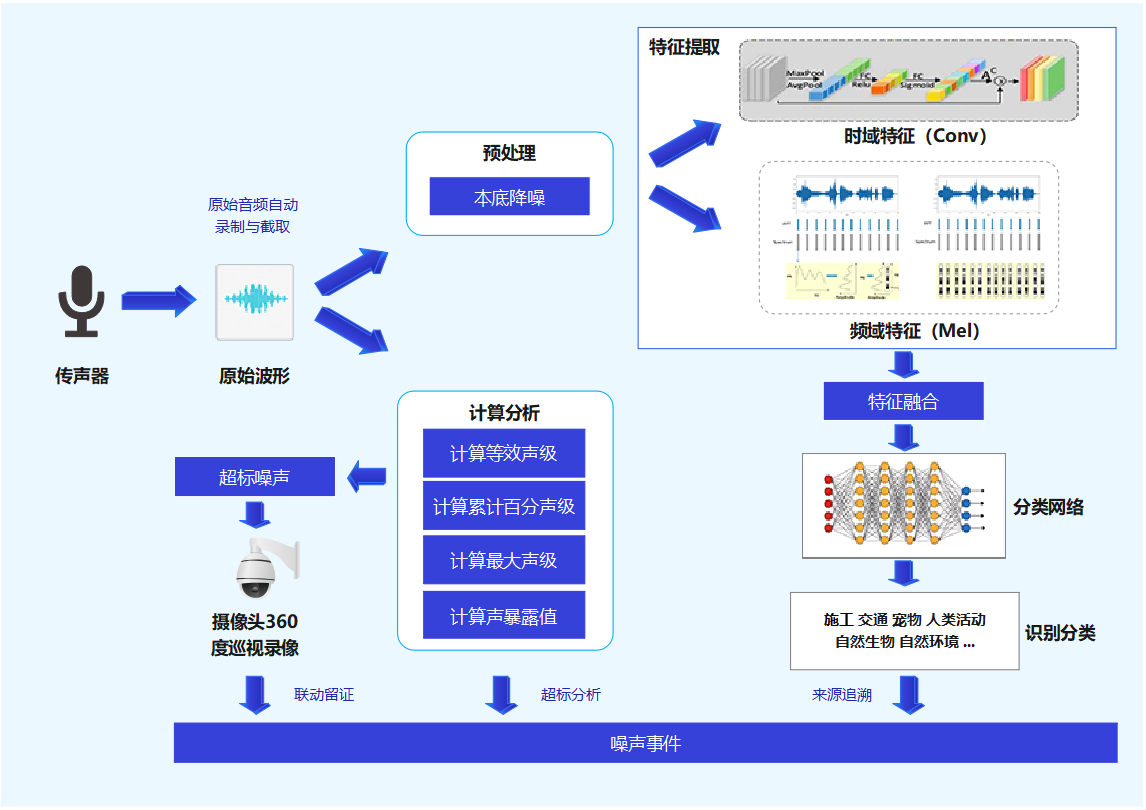 特征提取
MaxPool
AvgPool
FC
Relu
FC
Sigmoid
A
C
时域特征（Conv）
预处理
本底降噪
原始音频自动
录制与截取
频域特征（Mel）
传声器
原始波形
特征融合
计算分析
计算等效声级
计算累计百分声级
计算最大声级
计算声暴露值
超标噪声
分类网络
摄像头360
度巡视录像
施工 交通 宠物 人类活动
自然生物 自然环境 ...
识别分类
联动留证
超标分析
来源追溯
噪声事件